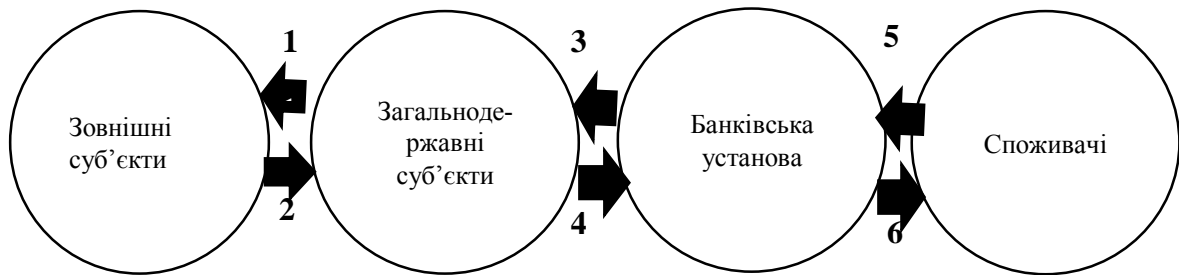 1
3
5
Зовнішні
суб’єкти
Загальноде-
ржавні
суб’єкти
Банківська
установа
Споживачі
2
4
6